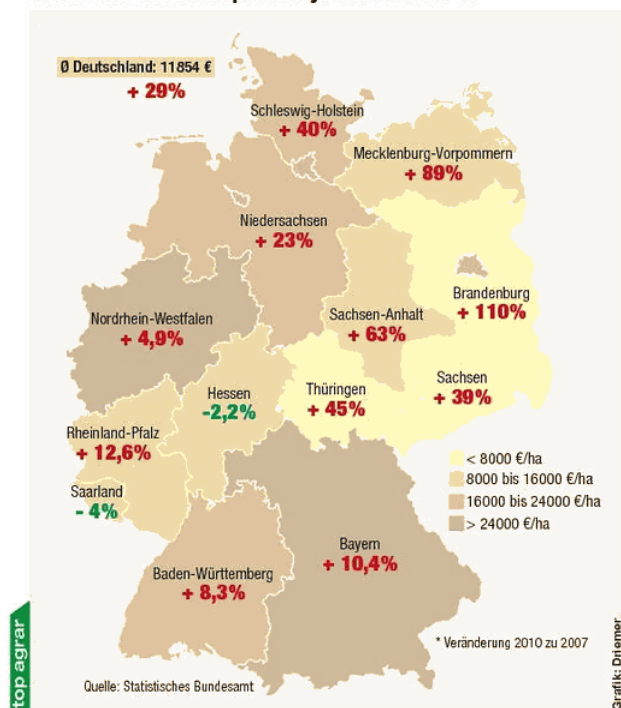 Ø Deutschland: 11854 €
+ 29%
Schleswig-Holstein
+ 40%
Mecklenburg-Vorpommern
+ 89%
Niedersachsen
+ 23%
Brandenburg
+ 110%
Nordrhein-Westfalen
+ 4,9%
Sachsen-Anhalt
+ 63%
Sachsen
+ 39%
Thüringen
+ 45%
Hessen
-2,2%
Rheinland-Pfalz
+ 12,6%
Saarland
- 4%
< 8000 €/ha
8000 bis 16000 €/ha
16000 bis 24000 €/ha
> 24000 €/ha
Bayern
+ 10,4%
Baden-Württemberg
+ 8,3%
* Veränderung 2010 zu 2007
Quelle: Statistisches Bundesamt
top agrar
Grafik: Driemer